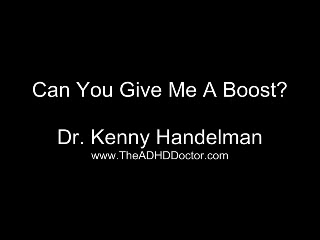 Can You Give Me A Boost?
Dr. Kenny Handelman
www.TheADHDDoctor.com